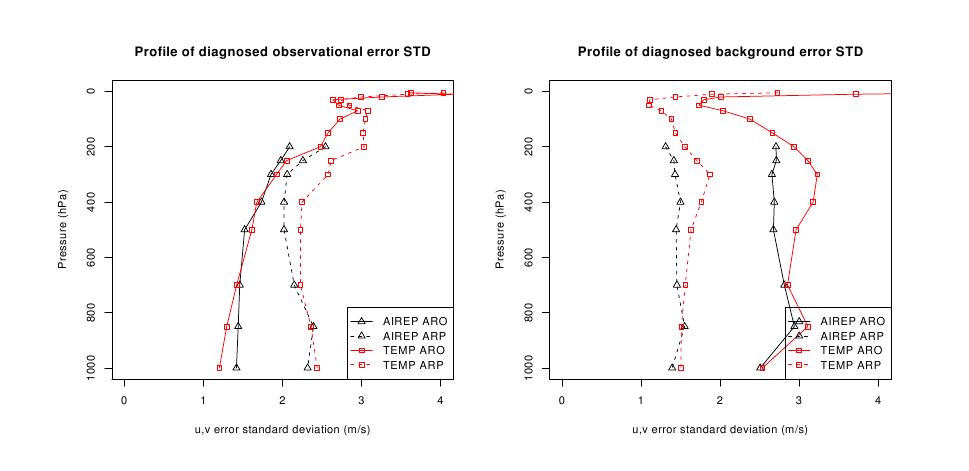 Profile of diagnosed observational error STD
0
200
400
600
800
1000
Pressure (hPa)
AIREP ARO
AIREP ARP
TEMP ARO
TEMP ARP
0 1 2 3 4
u,v error standard deviation (m/s)
Profile of diagnosed background error STD
0
200
400
600
800
1000
Pressure (hPa)
AIREP ARO
AIREP ARP
TEMP ARO
TEMP ARP
0 1 2 3 4
u,v error standard deviation (m/s)